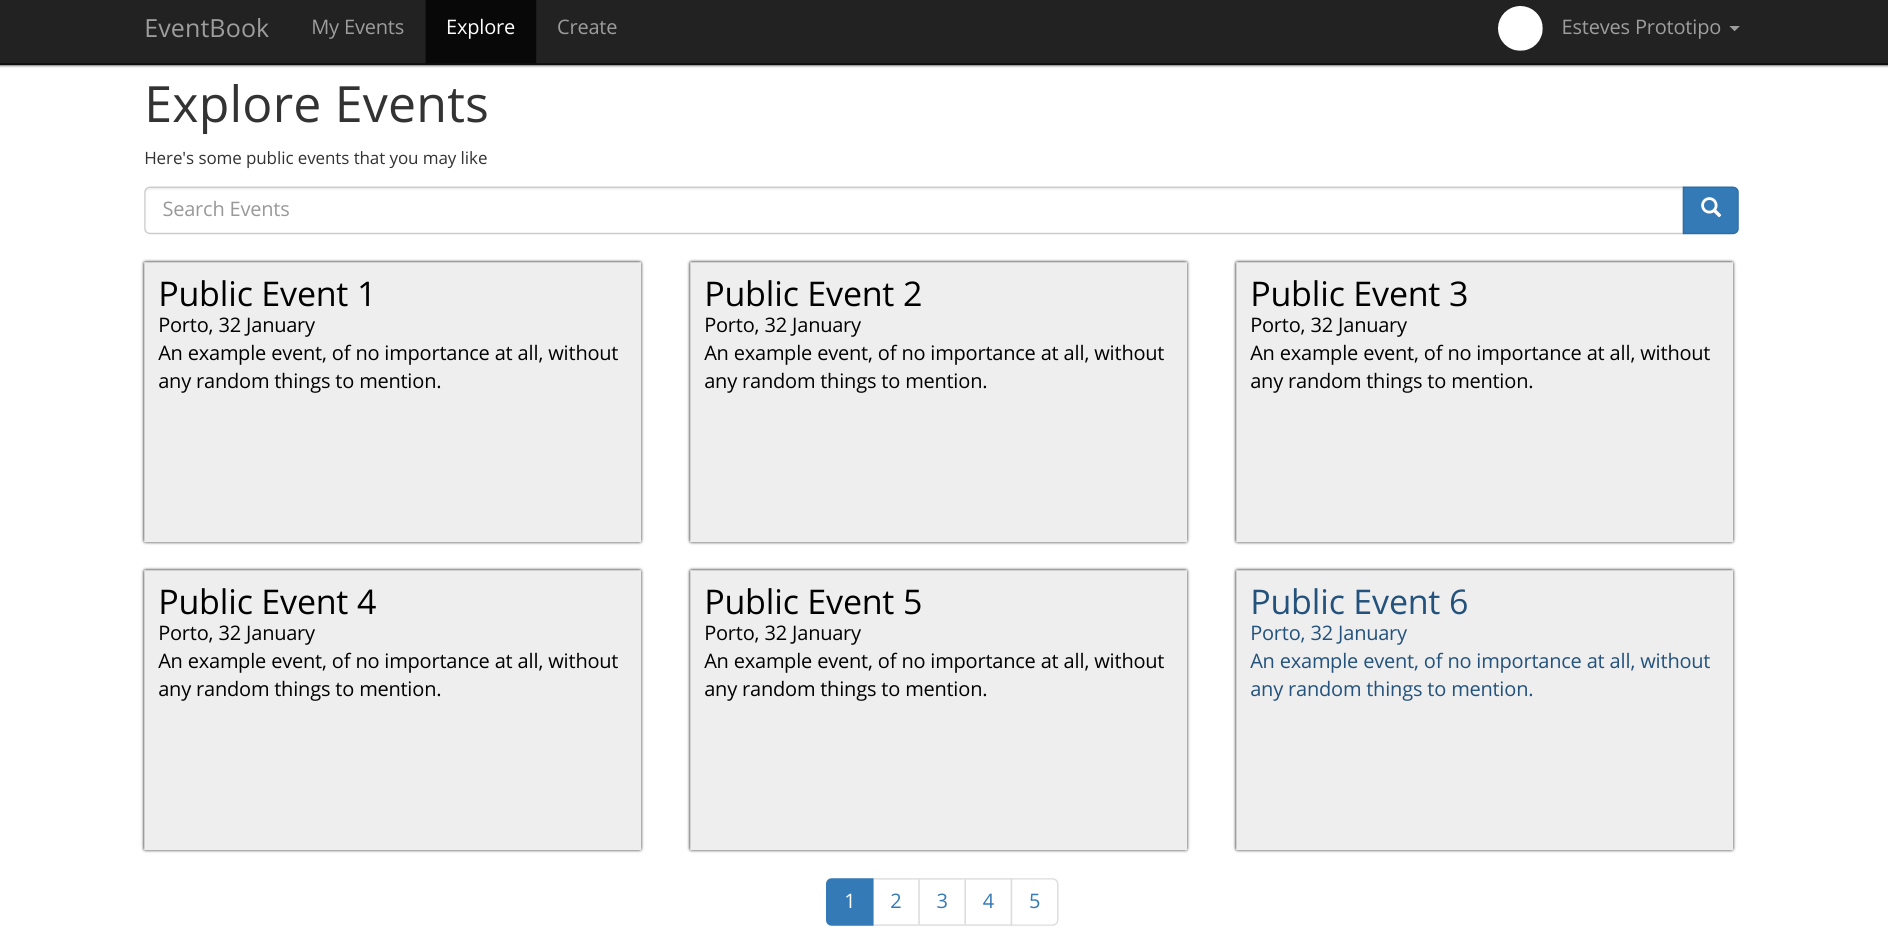 EventBook My Events Explore Create Esteves Prototipo
Explore Events
Here's some public events that you may like
Search Events
Public Event 1
Porto, 32 January
An example event, of no importance at all, without
any random things to mention.
Public Event 2
Porto, 32 January
An example event, of no importance at all, without
any random things to mention.
Public Event 3
Porto, 32 January
An example event, of no importance at all, without
any random things to mention.
Public Event 4
Porto, 32 January
An example event, of no importance at all, without
any random things to mention.
Public Event 5
Porto, 32 January
An example event, of no importance at all, without
any random things to mention.
Public Event 6
Porto, 32 January
An example event, of no importance at all, without
any random things to mention.
1 2 3 4 5